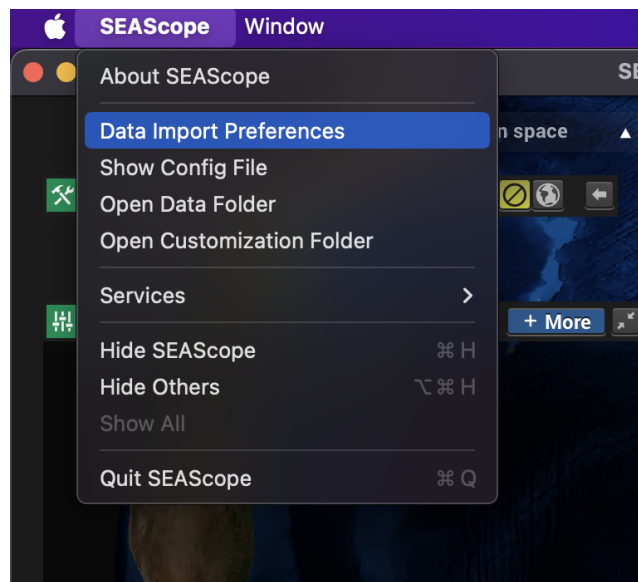 SEAScope Window
SE
About SEAScope
Data Import Preferences
n space
Show Config File
Open Data Folder
Open Customization Folder
Services
+ More
Hide SEAScope ⌘ H
Hide Others ⌥ ⌘ H
Show All
Quit SEAScope ⌘ Q